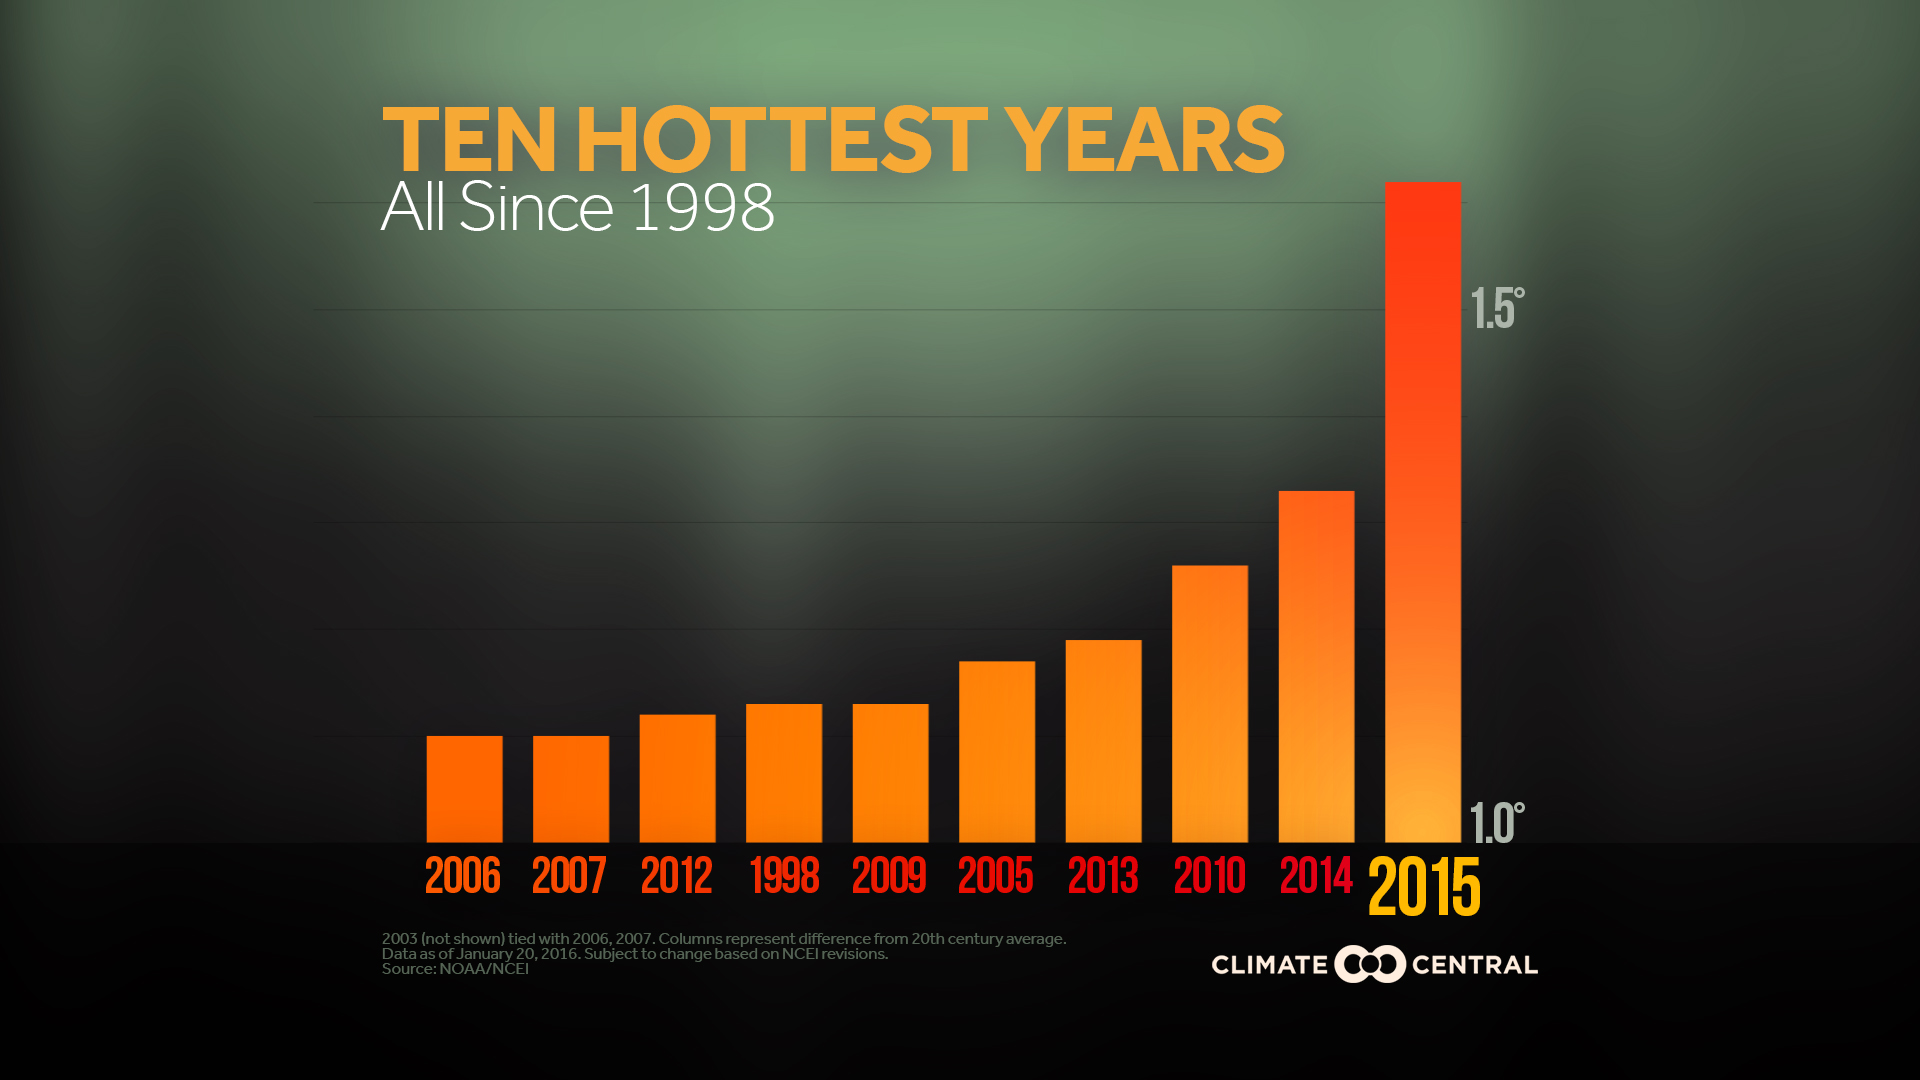 TEN HOTTEST YEARS
All Since 1998
1.5°
1.0°
2006 2007 2012 1998 2009 2005 2013 2010 2014 2015
2003 (not shown) tied with 2006, 2007. Columns represent difference from 20th century average.
Data as of January 20, 2016. Subject to change based on NCEI revisions.
Source: NOAA/NCEI
CLIMATE CENTRAL